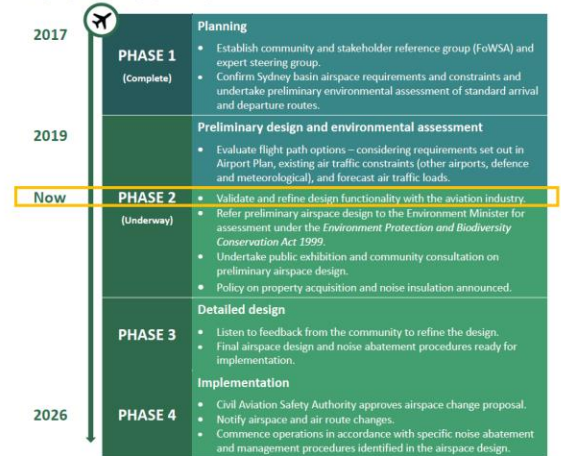 2017
PHASE 1
(Complete)
Planning
• Establish community and stakeholder reference group (FoWSA) and
expert steering group.
• Confirm Sydney basin airspace requirements and constraints and
undertake preliminary environmental assessment of standard arrival
and departure routes.
2019
Preliminary design and environmental assessment
• Evaluate flight path options – considering requirements set out in
Airport Plan, existing air traffic constraints (other airports, defence
and meteorological), and forecast air traffic loads.
Now
PHASE 2
(Underway)
• Validate and refine design functionality with the aviation industry.
• Refer preliminary airspace design to the Environment Minister for
assessment under the Environment Protection and Biodiversity
Conservation Act 1999.
• Undertake public exhibition and community consultation on
preliminary airspace design.
• Policy on property acquisition and noise insulation announced.
PHASE 3
Detailed design
• Listen to feedback from the community to refine the design.
• Final airspace design and noise abatement procedures ready for
implementation.
2026
PHASE 4
Implementation
• Civil Aviation Safety Authority approves airspace change proposal.
• Notify airspace and air route changes.
• Commence operations in accordance with specific noise abatement
and management procedures identified in the airspace design.